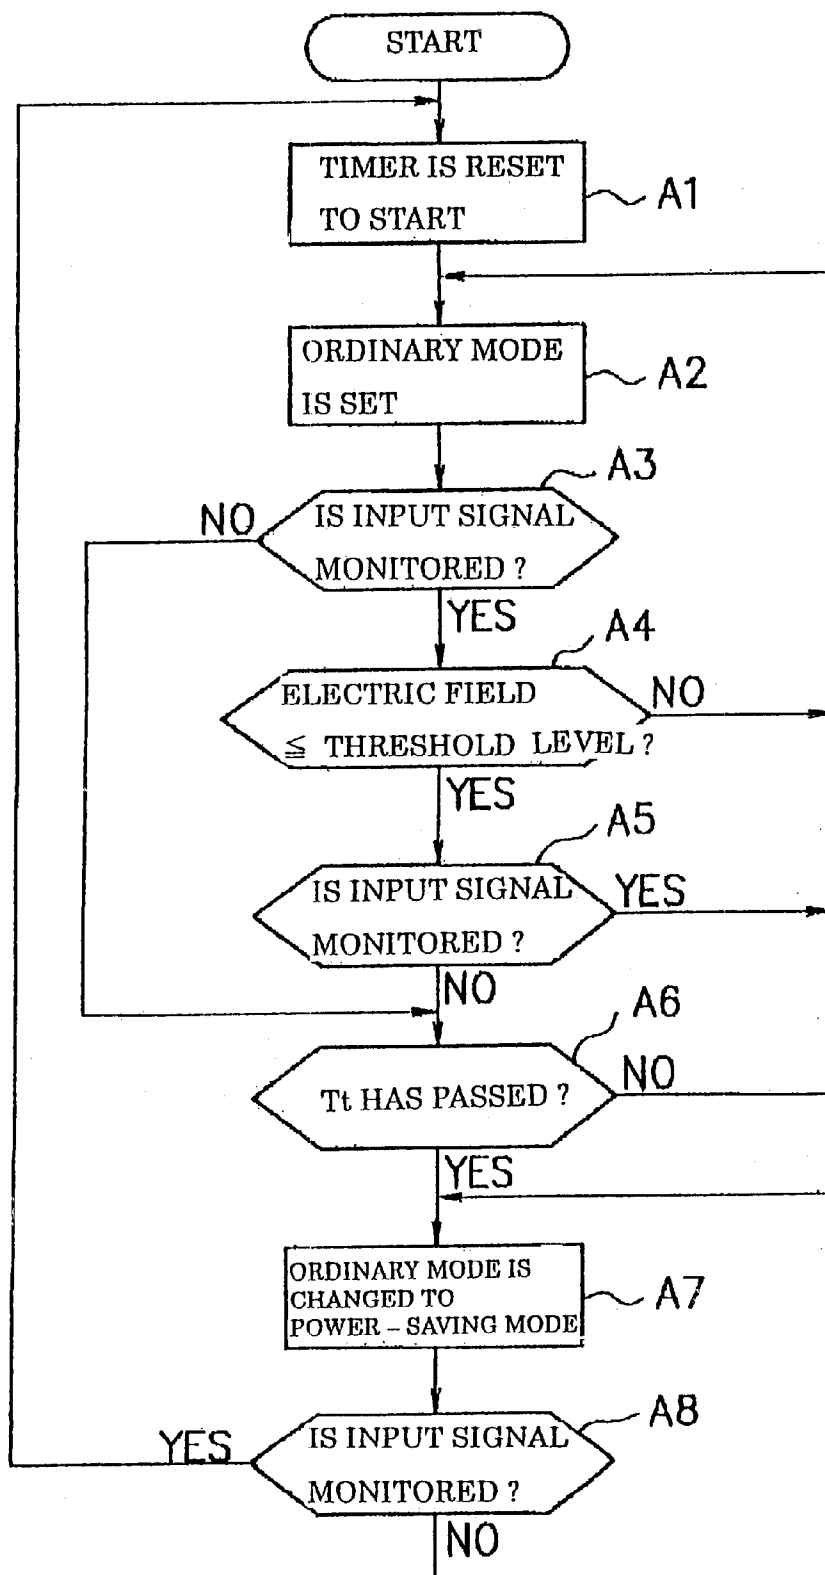 START
TIMER IS RESET
TO START
A1
ORDINARY MODE
IS SET
A2
A3
NO
IS INPUT SIGNAL
MONITORED ?
YES
A4
ELECTRIC FIELD
≦ THRESHOLD LEVEL ?
NO
YES
A5
IS INPUT SIGNAL
MONITORED ?
YES
NO
A6
Tt HAS PASSED ?
NO
YES
ORDINARY MODE IS
CHANGED TO
POWER – SAVING MODE
A7
A8
YES
IS INPUT SIGNAL
MONITORED ?
NO